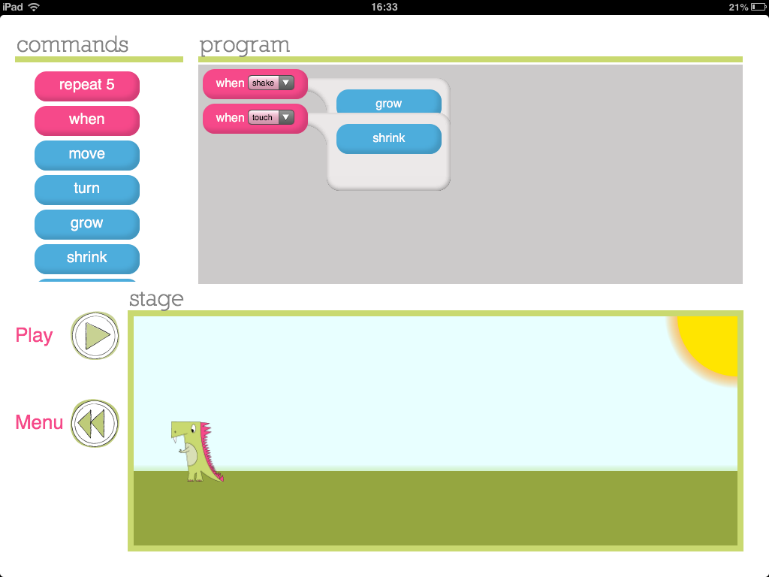 iPad 16:33 21%
commands
program
repeat 5
when
move
turn
grow
shrink
when shake
grow
when touch
shrink
stage
Play
Menu